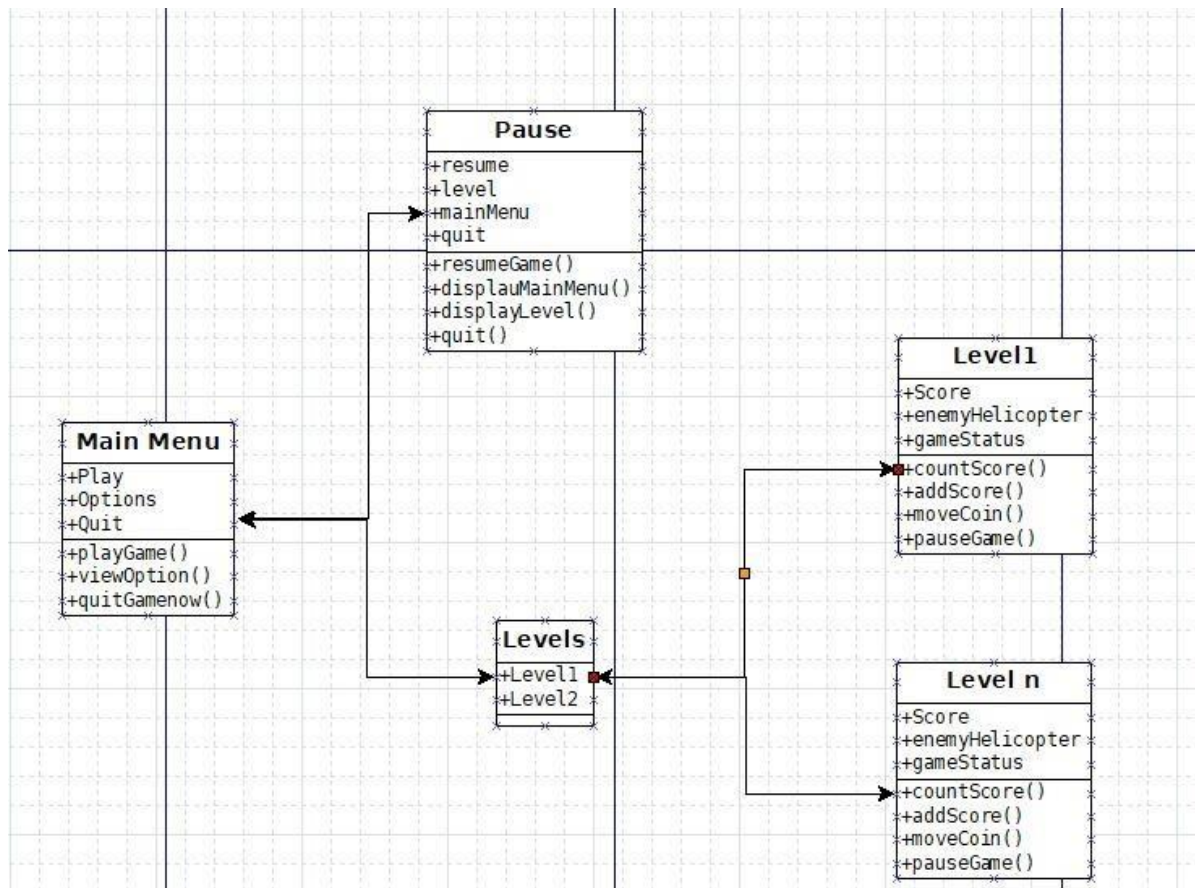 Pause
+resume
+level
+mainMenu
+quit
+resumeGame()
+displauMainMenu()
+displayLevel()
+quit()
Main Menu
+Play
+Options
+Quit
+playGame()
+viewOption()
+quitGamenow()
Levels
+Level1
+Level2
Level1
+Score
+enemyHelicopter
+gameStatus
+countScore()
+addScore()
+moveCoin()
+pauseGame()
Level n
+Score
+enemyHelicopter
+gameStatus
+countScore()
+addScore()
+moveCoin()
+pauseGame()